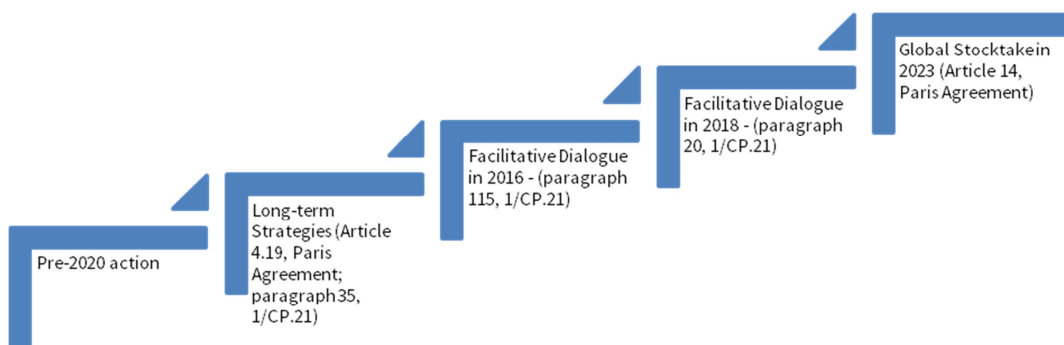 Pre-2020 action
Long-term
Strategies (Article
4.19, Paris
Agreement;
paragraph 35,
1/CP.21)
Facilitative Dialogue
in 2016 - (paragraph
115, 1/CP.21)
Facilitative Dialogue
in 2018 - (paragraph
20, 1/CP.21)
Global Stocktake in
2023 (Article 14,
Paris Agreement)